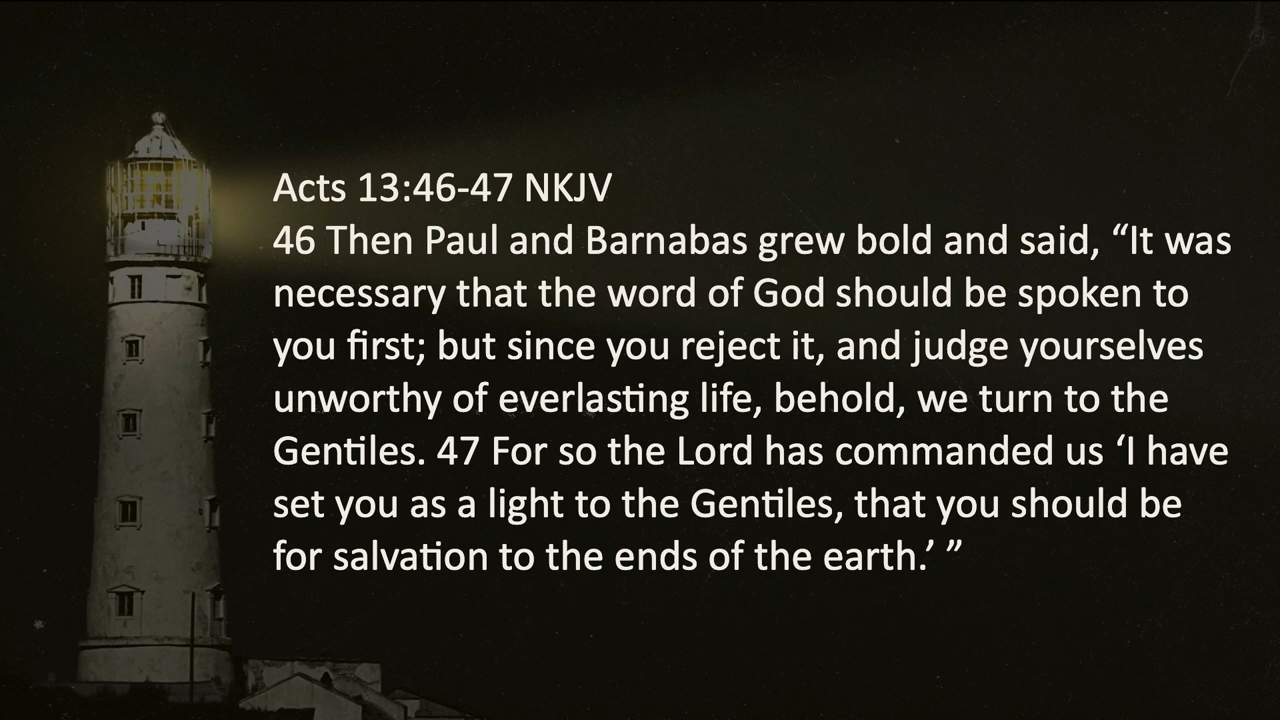 Acts 13:46-47 NKJV
46 Then Paul and Barnabas grew bold and said, “It was
necessary that the word of God should be spoken to
you first; but since you reject it, and judge yourselves
unworthy of everlasting life, behold, we turn to the
Gentiles. 47 For so the Lord has commanded us ‘I have
set you as a light to the Gentiles, that you should be
for salvation to the ends of the earth.’ ”